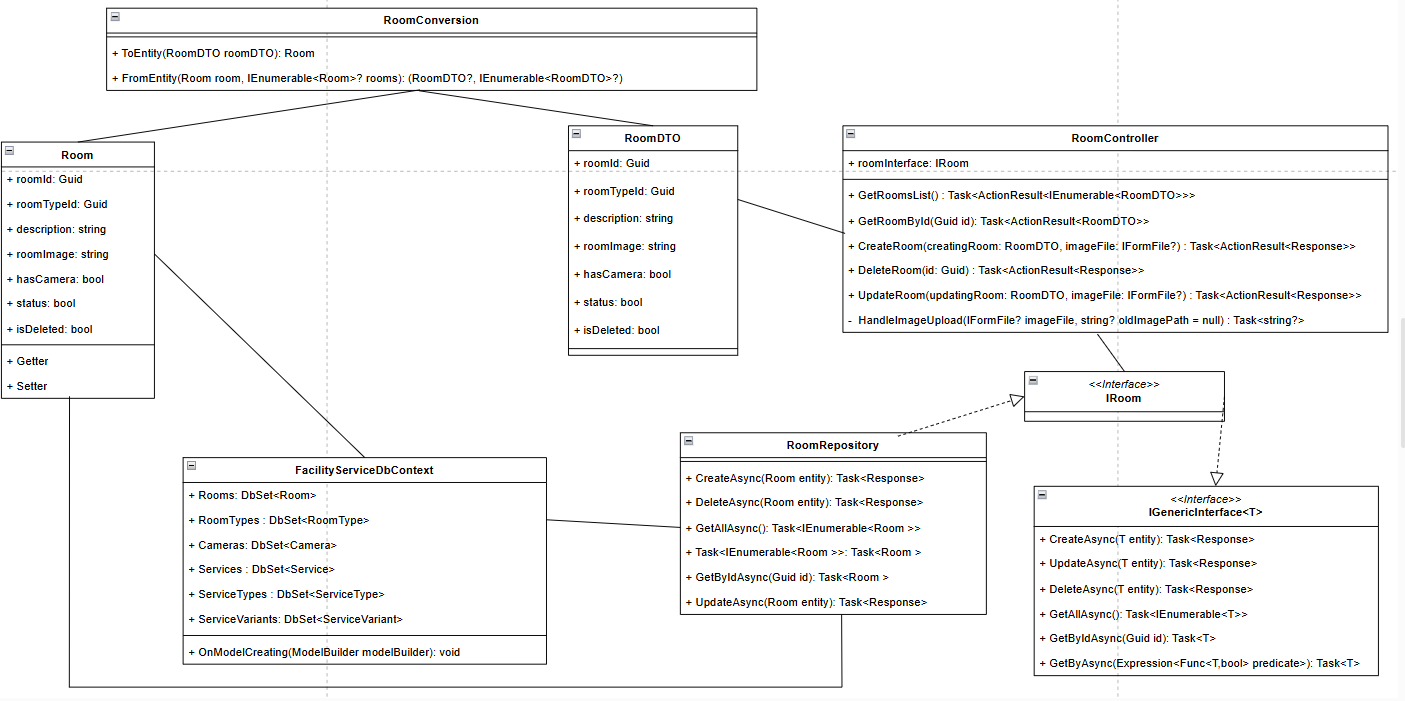 RoomConversion
+ ToEntity(RoomDTO roomDTO): Room
+ FromEntity(Room room, IEnumerable<Room>? rooms): (RoomDTO?, IEnumerable<RoomDTO>?)
Room
+ roomId: Guid
+ roomTypeId: Guid
+ description: string
+ roomImage: string
+ hasCamera: bool
+ status: bool
+ isDeleted: bool
+ Getter
+ Setter
RoomDTO
+ roomId: Guid
+ roomTypeId: Guid
+ description: string
+ roomImage: string
+ hasCamera: bool
+ status: bool
+ isDeleted: bool
RoomController
+ roomInterface: IRoom
+ GetRoomsList() : Task<ActionResult<IEnumerable<RoomDTO>>>
+ GetRoomById(Guid id): Task<ActionResult<RoomDTO>>
+ CreateRoom(creatingRoom: RoomDTO, imageFile: IFormFile?) : Task<ActionResult<Response>>
+ DeleteRoom(id: Guid) : Task<ActionResult<Response>>
+ UpdateRoom(updatingRoom: RoomDTO, imageFile: IFormFile?) : Task<ActionResult<Response>>
- HandleImageUpload(IFormFile? imageFile, string? oldImagePath = null) : Task<string?>
<<Interface>>
IRoom
FacilityServiceDbContext
+ Rooms: DbSet<Room>
+ RoomTypes : DbSet<RoomType>
+ Cameras: DbSet<Camera>
+ Services : DbSet<Service>
+ ServiceTypes : DbSet<ServiceType>
+ ServiceVariants: DbSet<ServiceVariant>
+ OnModelCreating(ModelBuilder modelBuilder): void
RoomRepository
+ CreateAsync(Room entity): Task<Response>
+ DeleteAsync(Room entity): Task<Response>
+ GetAllAsync(): Task<IEnumerable<Room >>
+ Task<IEnumerable<Room >>: Task<Room >
+ GetByIdAsync(Guid id): Task<Room >
+ UpdateAsync(Room entity): Task<Response>
<<Interface>>
IGenericInterface<T>
+ CreateAsync(T entity): Task<Response>
+ UpdateAsync(T entity): Task<Response>
+ DeleteAsync(T entity): Task<Response>
+ GetAllAsync(): Task<IEnumerable<T>>
+ GetByIdAsync(Guid id): Task<T>
+ GetByAsync(Expression<Func<T,bool> predicate>): Task<T>